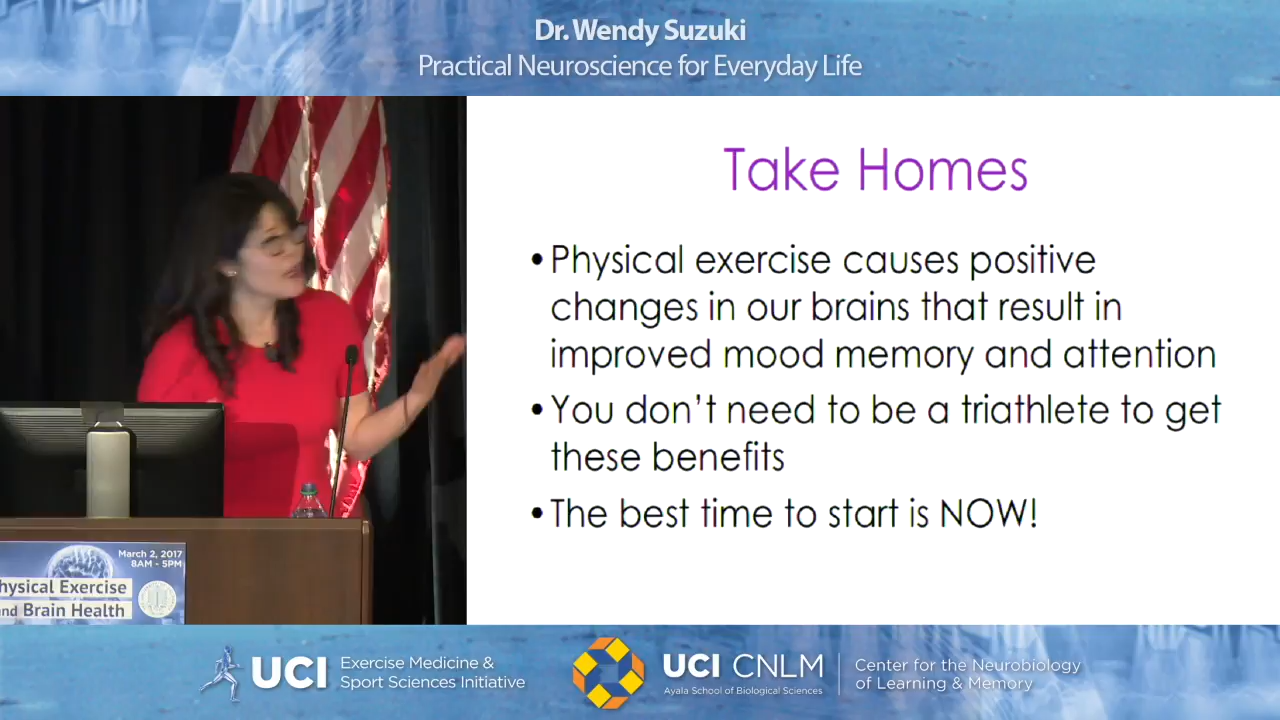 Dr. Wendy Suzuki
Practical Neuroscience for Everyday Life
Take Homes
•Physical exercise causes positive
changes in our brains that result in
improved mood memory and attention
•You don't need to be a triathlete to get
these benefits
•The best time to start is NOW!
March 2, 2017
8AM - 5PM
hysical Exercise
nd Brain Health
UCI
Exercise Medicine &
Sport Sciences Initiative
UCI CNLM
Ayala School of Biological Sciences
Center for the Neurobiology
of Learning & Memory